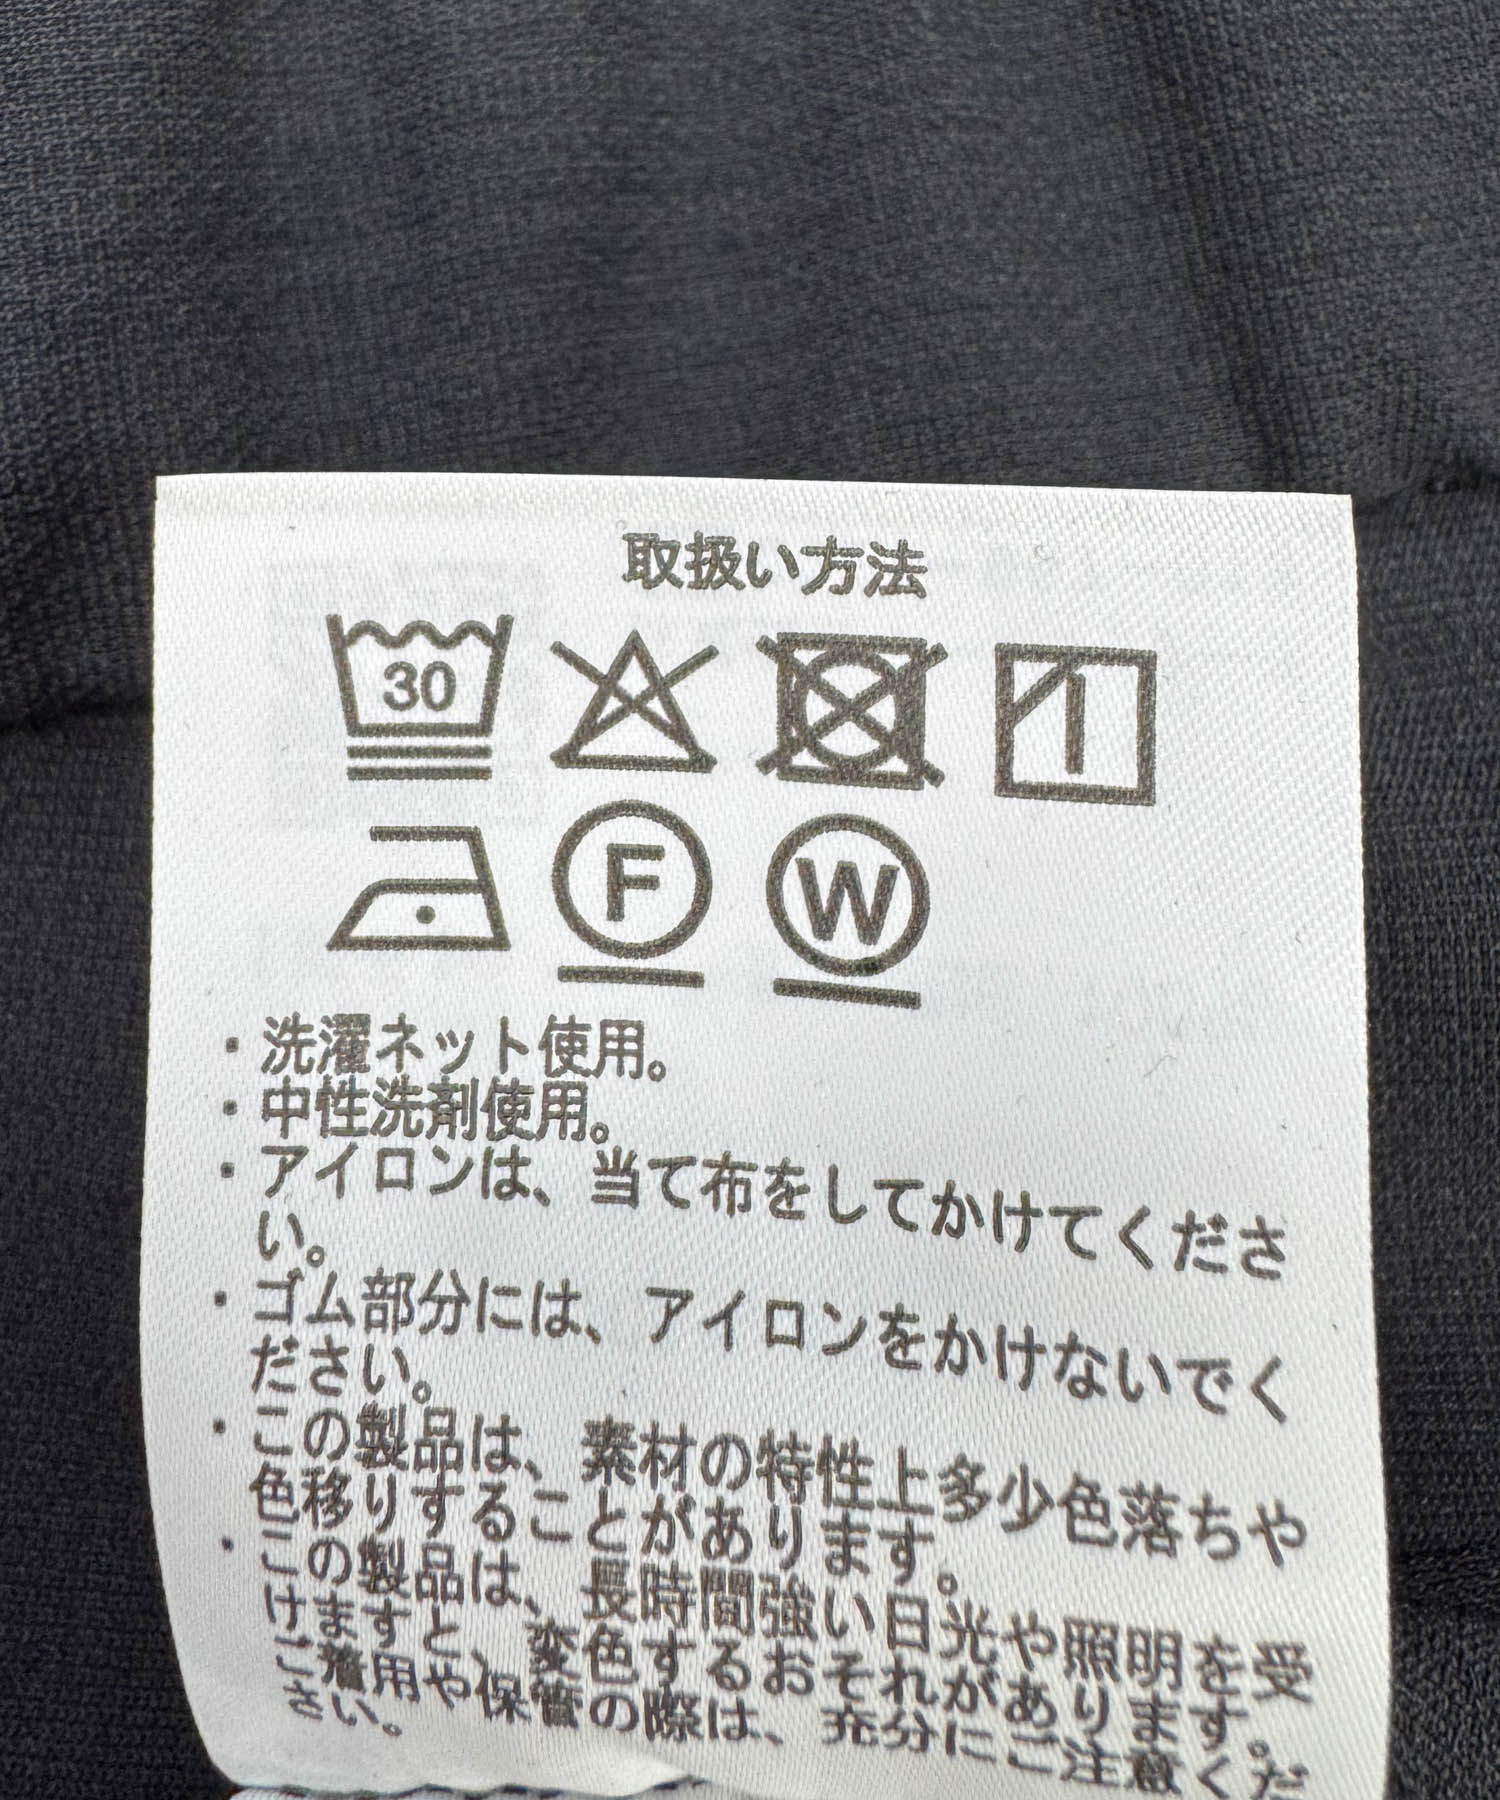 取扱い方法
30
F W
・洗濯ネット使用。
・中性洗剤使用。
・アイロンは、当て布をしてかけてくださ
い。
・ゴム部分には、アイロンをかけないでく
ださい。
・この製品は、素材の特性上多少色落ちや
色移りすることがあります。
・この製品は、長時間強い日光や照明を受
けますと、変色するおそれがあります。
ご着用や保管の際は、充分にご注意くだ
さい。